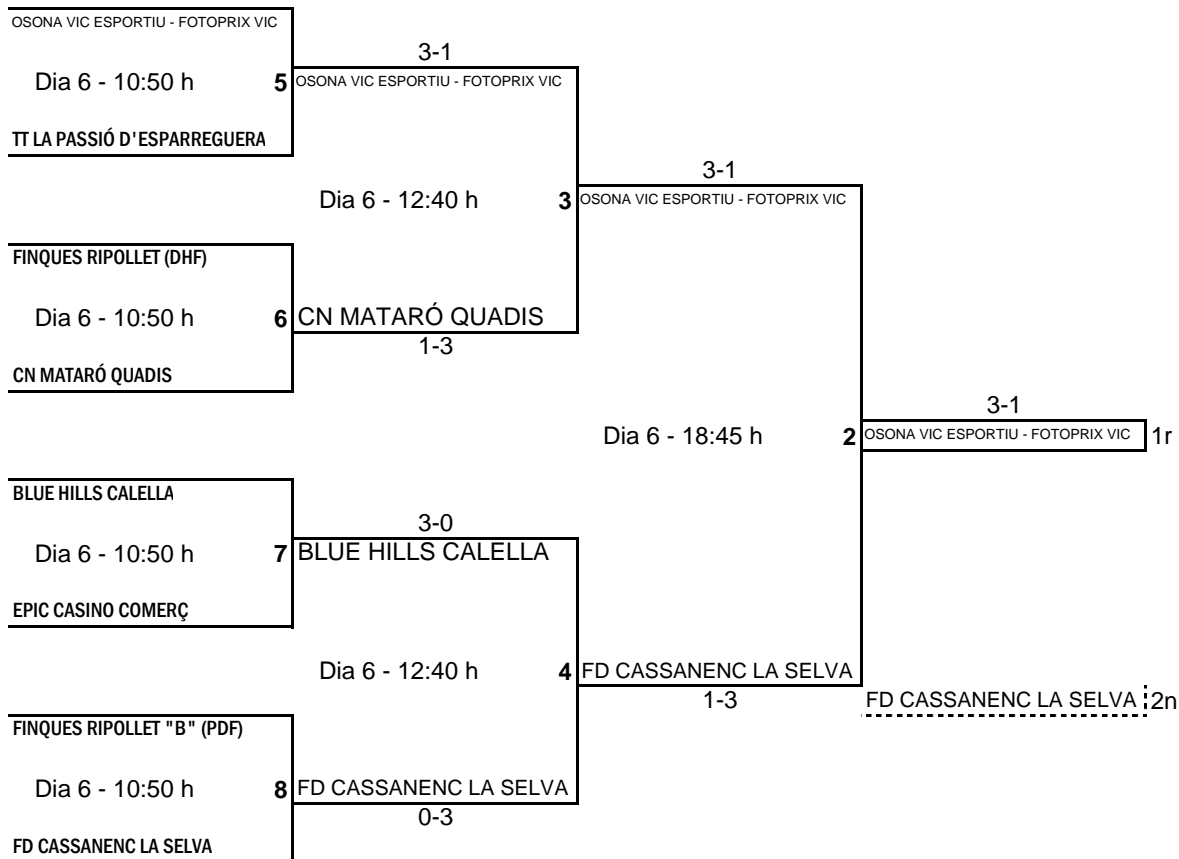 OSONA VIC ESPORTIU - FOTOPRIX VIC
3-1
Dia 6 - 10:50 h 5 OSONA VIC ESPORTIU - FOTOPRIX VIC
TT LA PASSIÓ D'ESPARREGUERA
3-1
Dia 6 - 12:40 h 3 OSONA VIC ESPORTIU - FOTOPRIX VIC
FINQUES RIPOLLET (DHF)
Dia 6 - 10:50 h 6 CN MATARÓ QUADIS
1-3
CN MATARÓ QUADIS
3-1
Dia 6 - 18:45 h 2 OSONA VIC ESPORTIU - FOTOPRIX VIC 1r
BLUE HILLS CALELLA
3-0
Dia 6 - 10:50 h 7 BLUE HILLS CALELLA
EPIC CASINO COMERÇ
Dia 6 - 12:40 h 4 FD CASSANENC LA SELVA
1-3
FD CASSANENC LA SELVA 2n
FINQUES RIPOLLET "B" (PDF)
Dia 6 - 10:50 h 8 FD CASSANENC LA SELVA
0-3
FD CASSANENC LA SELVA